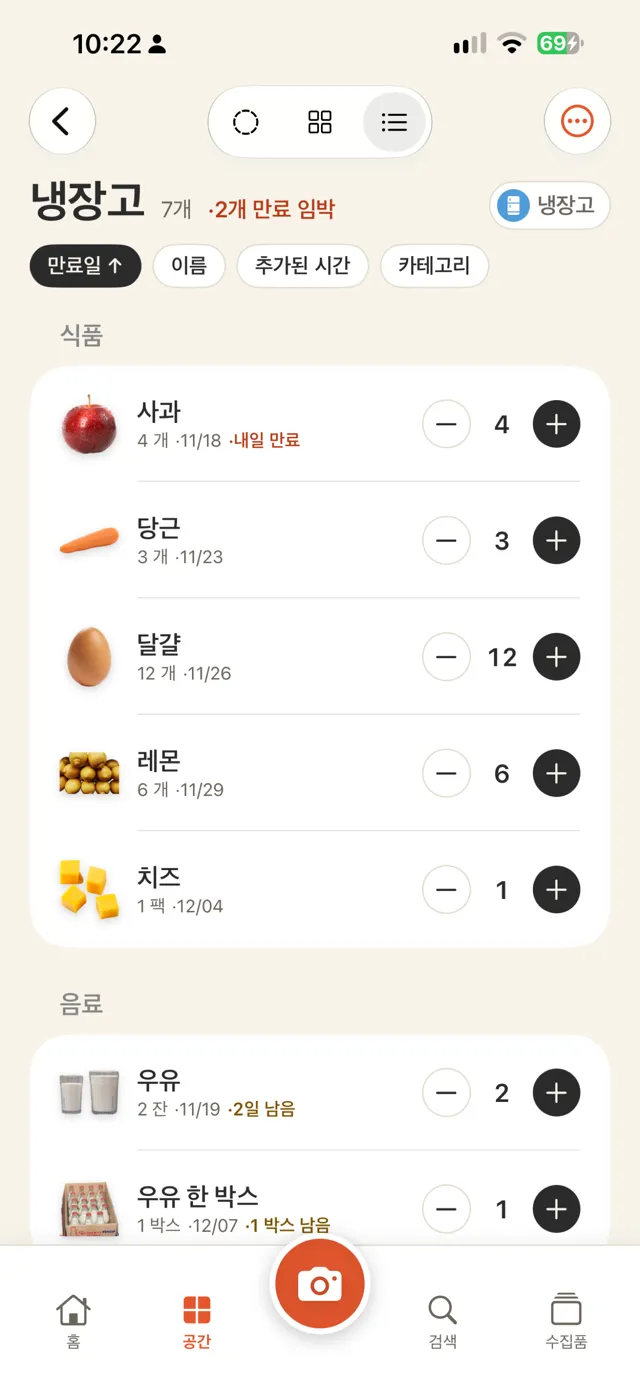 10:22
69
냉장고 7개 ·2개 만료 임박 냉장고
만료일 ↑ 이름 추가된 시간 카테고리
식품
사과
4 개 ·11/18 ·내일 만료
4
당근
3 개 ·11/23
3
달걀
12 개 ·11/26
12
레몬
6 개 ·11/29
6
치즈
1 팩 ·12/04
1
음료
우유
2 잔 ·11/19 ·2일 남음
2
우유 한 박스
1 박스 ·12/07 ·1 박스 남음
1
홈 공간 검색 수집품